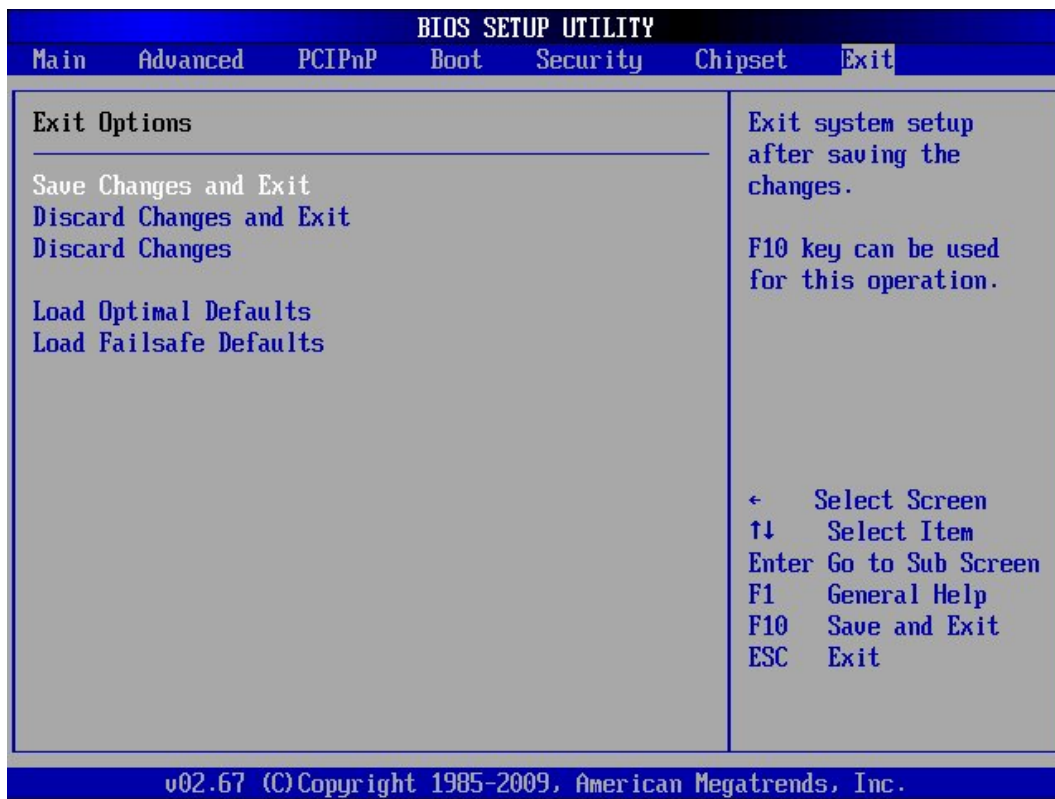 BIOS SETUP UTILITY
Main Advanced PCIPnP Boot Security Chipset Exit
Exit Options
Save Changes and Exit
Discard Changes and Exit
Discard Changes
Load Optimal Defaults
Load Failsafe Defaults
Exit system setup
after saving the
changes.
F10 key can be used
for this operation.
← Select Screen
↑↓ Select Item
Enter Go to Sub Screen
F1 General Help
F10 Save and Exit
ESC Exit
v02.67 (C)Copyright 1985-2009, American Megatrends, Inc.